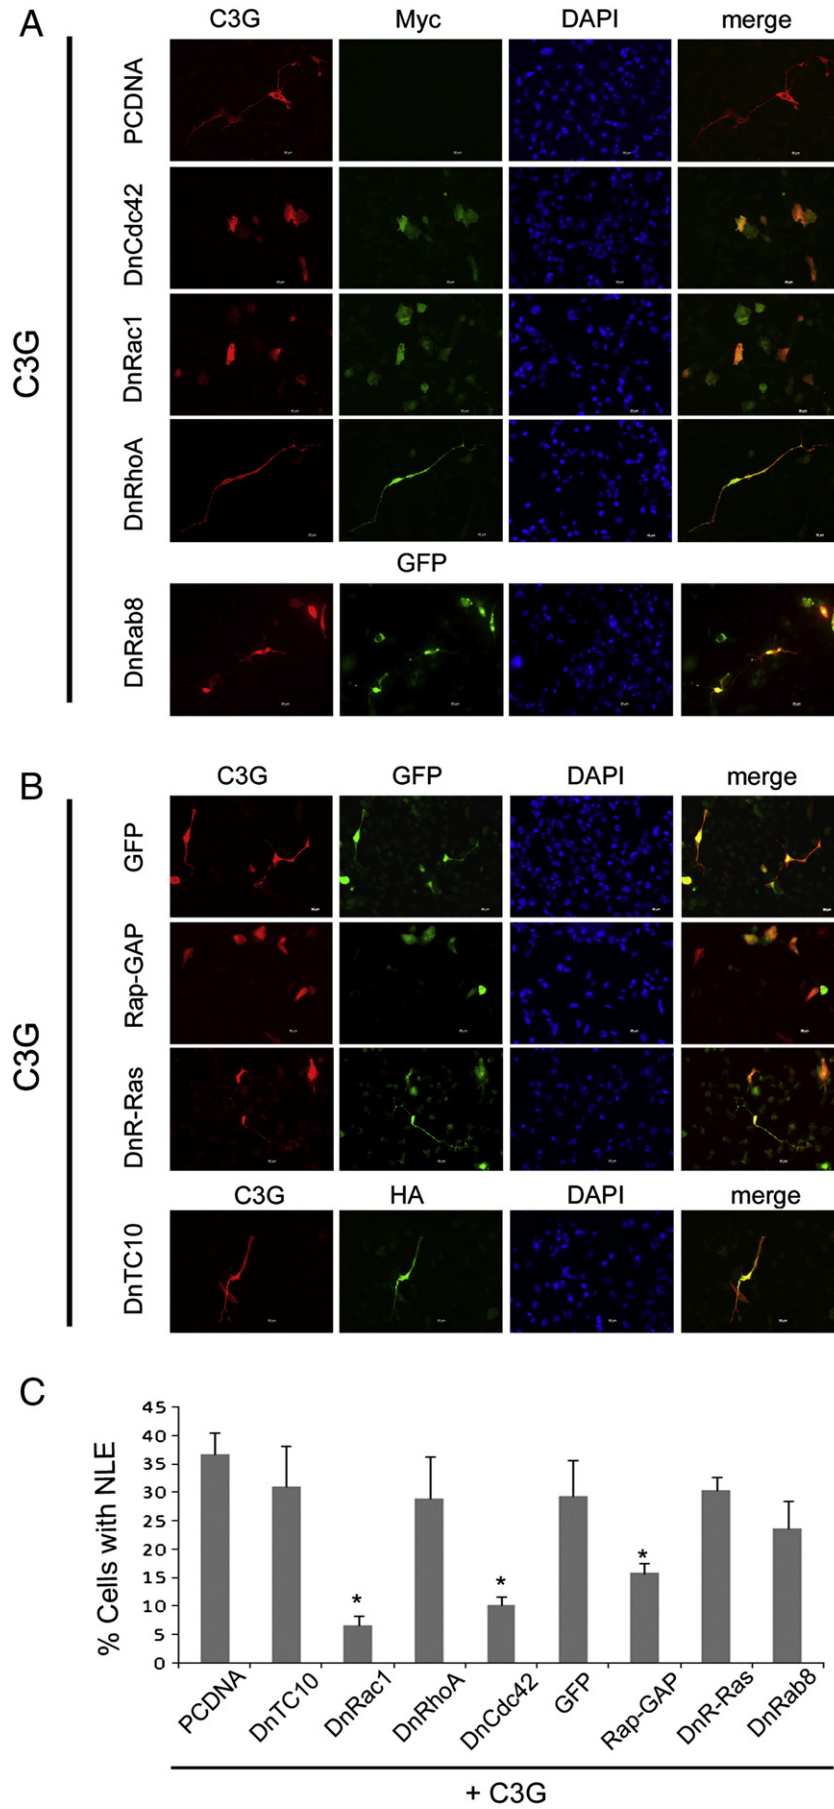 A
C3G Myc DAPI merge
C3G
PCDNA
DnCdc42
DnRac1
DnRhoA
GFP
DnRab8
B
C3G GFP DAPI merge
C3G
GFP
Rap-GAP
DnR-Ras
C3G HA DAPI merge
DnTC10
C
% Cells with NLE
45
40
35
30
25
20
15
10
5
0
* * *
PCDNA DnTC10 DnRac1 DnRhoA DnCdc42 GFP Rap-GAP DnR-Ras DnRab8
+ C3G